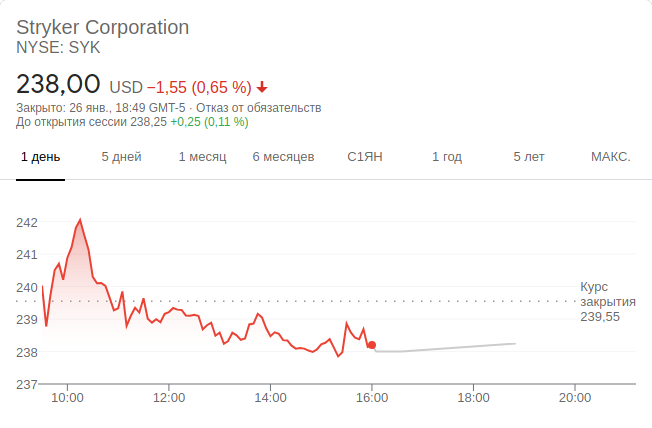 Stryker Corporation
NYSE: SYK
238,00 USD −1,55 (0,65 %)
Закрыто: 26 янв., 18:49 GMT-5 · Отказ от обязательств
До открытия сессии 238,25 +0,25 (0,11 %)
1 день 5 дней 1 месяц 6 месяцев С1ЯН 1 год 5 лет МАКС.
242
241
240
239
238
237
Курс
закрытия
239,55
10:00 12:00 14:00 16:00 18:00 20:00